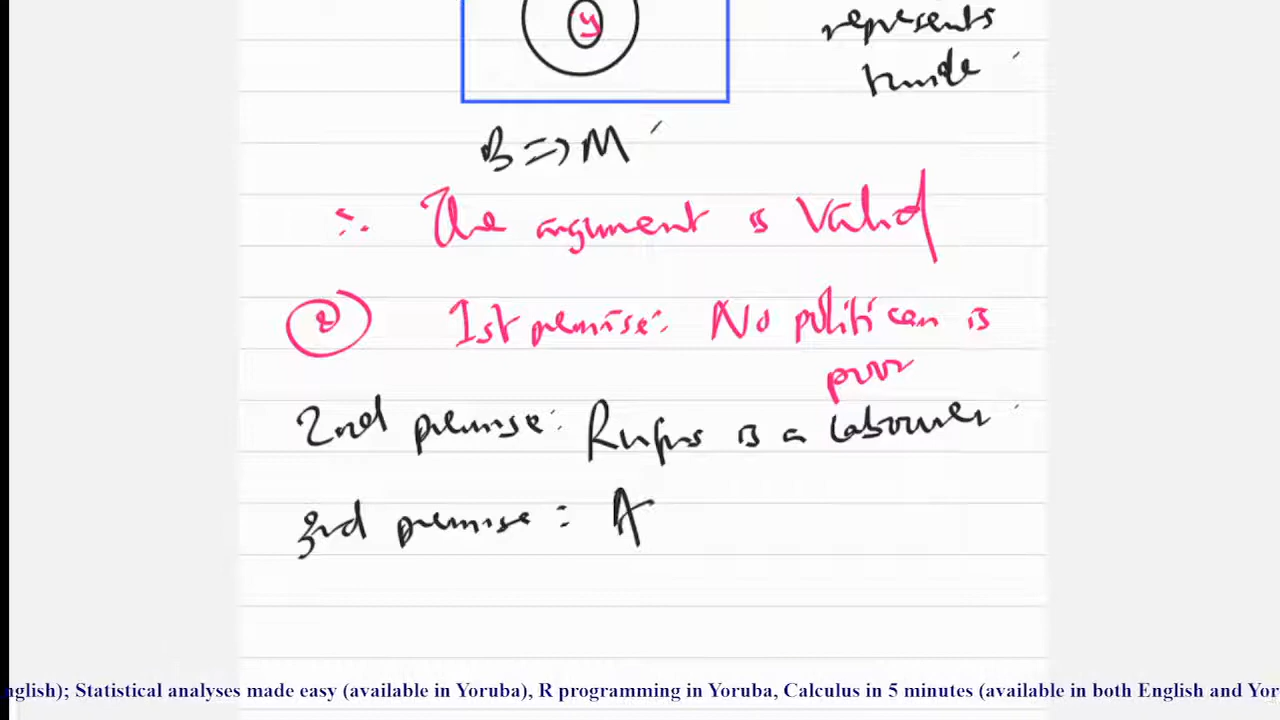 y
represents
Tunde
B => M
∴ The argument is valid
② 1st premise: No politican is
poor
2nd premise: Rufus is a labourer
3rd premise: A
nglish); Statistical analyses made easy (available in Yoruba), R programming in Yoruba, Calculus in 5 minutes (available in both English and Yor